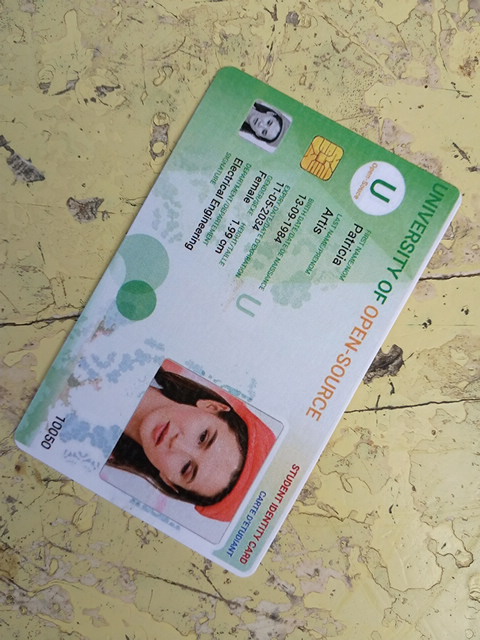 UNIVERSITY OF OPEN-SOURCE
U
Open-Source
STUDENT IDENTITY CARD
CARTE D'ETUDIANT
FIRST NAME/NOM
Patricia
LAST NAME/PRENOM
Artis
BIRTH DATE/DATE DE NAISSANCE
13-09-1984
EXPIRY DATE/DATE D'EXPIRATION
11-05-2034
GENDER/SEXE
Female
HEIGHT/TAILLE
1.99 cm
DEPARTMENT/DEPARTEMENT
Electrical Engineering
SIGNATURE
U
10050